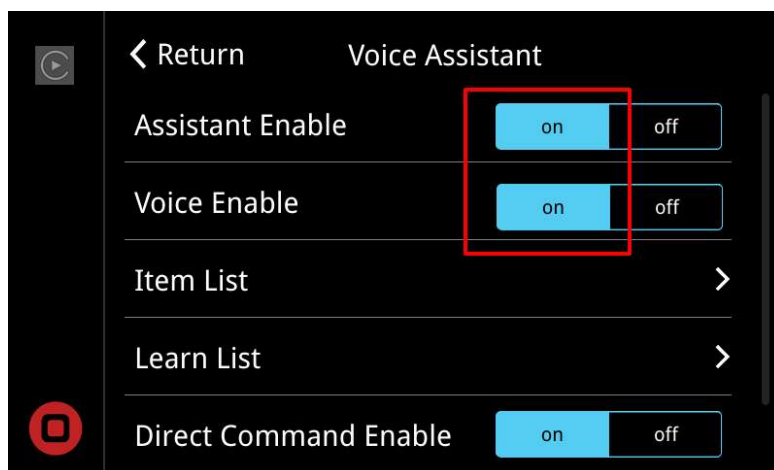 Return Voice Assistant
Assistant Enable on off
Voice Enable on off
Item List
Learn List
Direct Command Enable on off